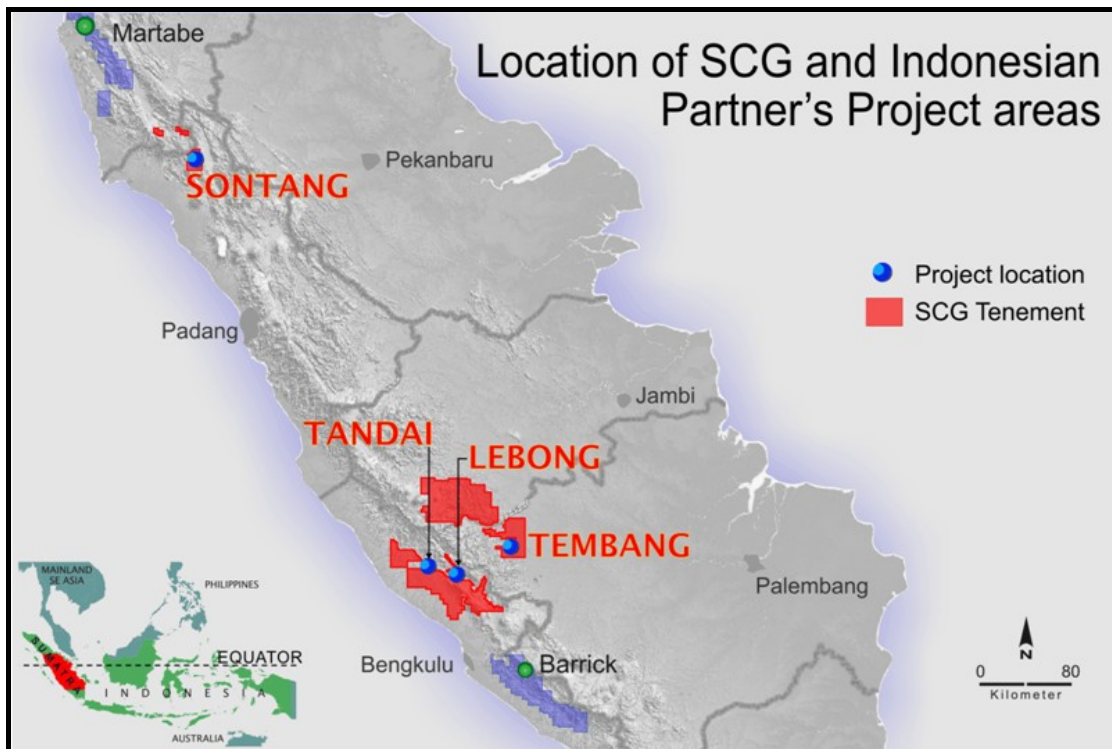 Location of SCG and Indonesian
Partner's Project areas
Martabe
Pekanbaru
SONTANG
Project location
SCG Tenement
Padang
Jambi
TANDAI
LEBONG
TEMBANG
Palembang
Bengkulu
Barrick
N
0 80
Kilometer
MAINLAND
SE ASIA
PHILIPPINES
SUMATRA
EQUATOR
INDONESIA
AUSTRALIA